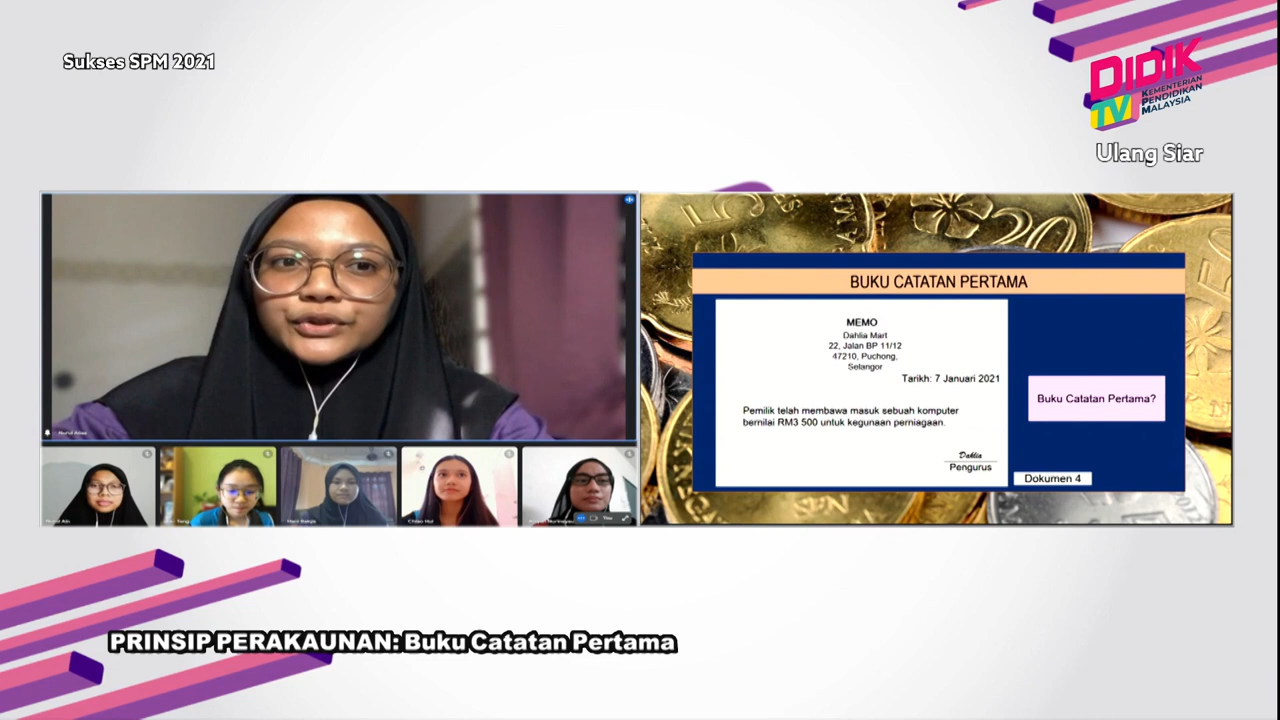 Sukses SPM 2021
DIDIK
TV
KEMENTERIAN
PENDIDIKAN
MALAYSIA
Ulang Siar
BUKU CATATAN PERTAMA
MEMO
Dahlia Mart
22, Jalan BP 11/12
47210, Puchong,
Selangor
Tarikh: 7 Januari 2021
Pemilik telah membawa masuk sebuah komputer
bernilai RM3 500 untuk kegunaan perniagaan.
Dahlia
Pengurus
Buku Catatan Pertama?
Dokumen 4
PRINSIP PERAKAUNAN: Buku Catatan Pertama